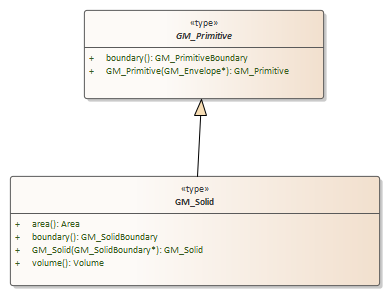 «type»
GM_Primitive
+ boundary(): GM_PrimitiveBoundary
+ GM_Primitive(GM_Envelope*): GM_Primitive
«type»
GM_Solid
+ area(): Area
+ boundary(): GM_SolidBoundary
+ GM_Solid(GM_SolidBoundary*): GM_Solid
+ volume(): Volume